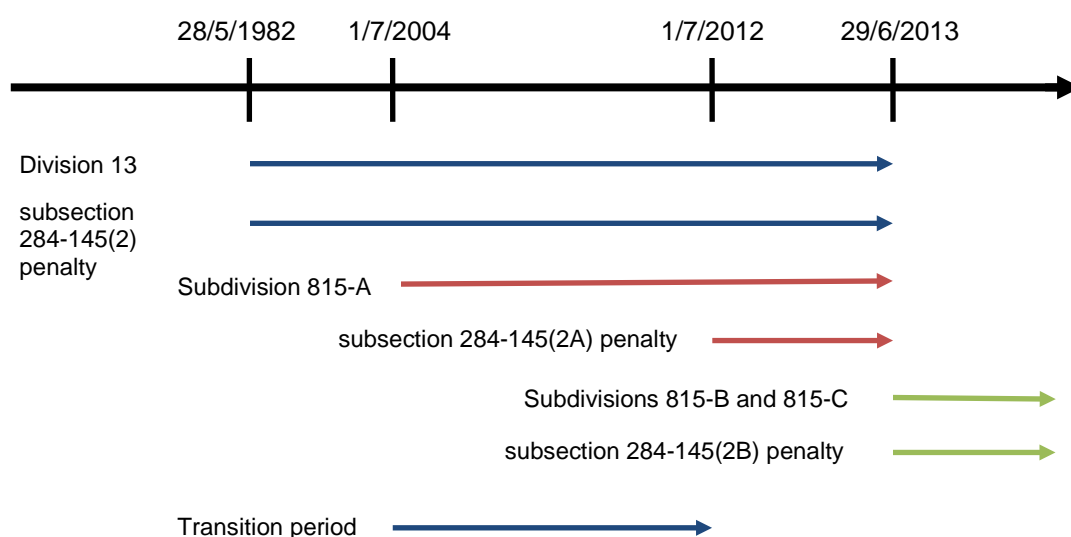 28/5/1982 1/7/2004 1/7/2012 29/6/2013
Division 13
subsection
284-145(2)
penalty
Subdivision 815-A
subsection 284-145(2A) penalty
Subdivisions 815-B and 815-C
subsection 284-145(2B) penalty
Transition period